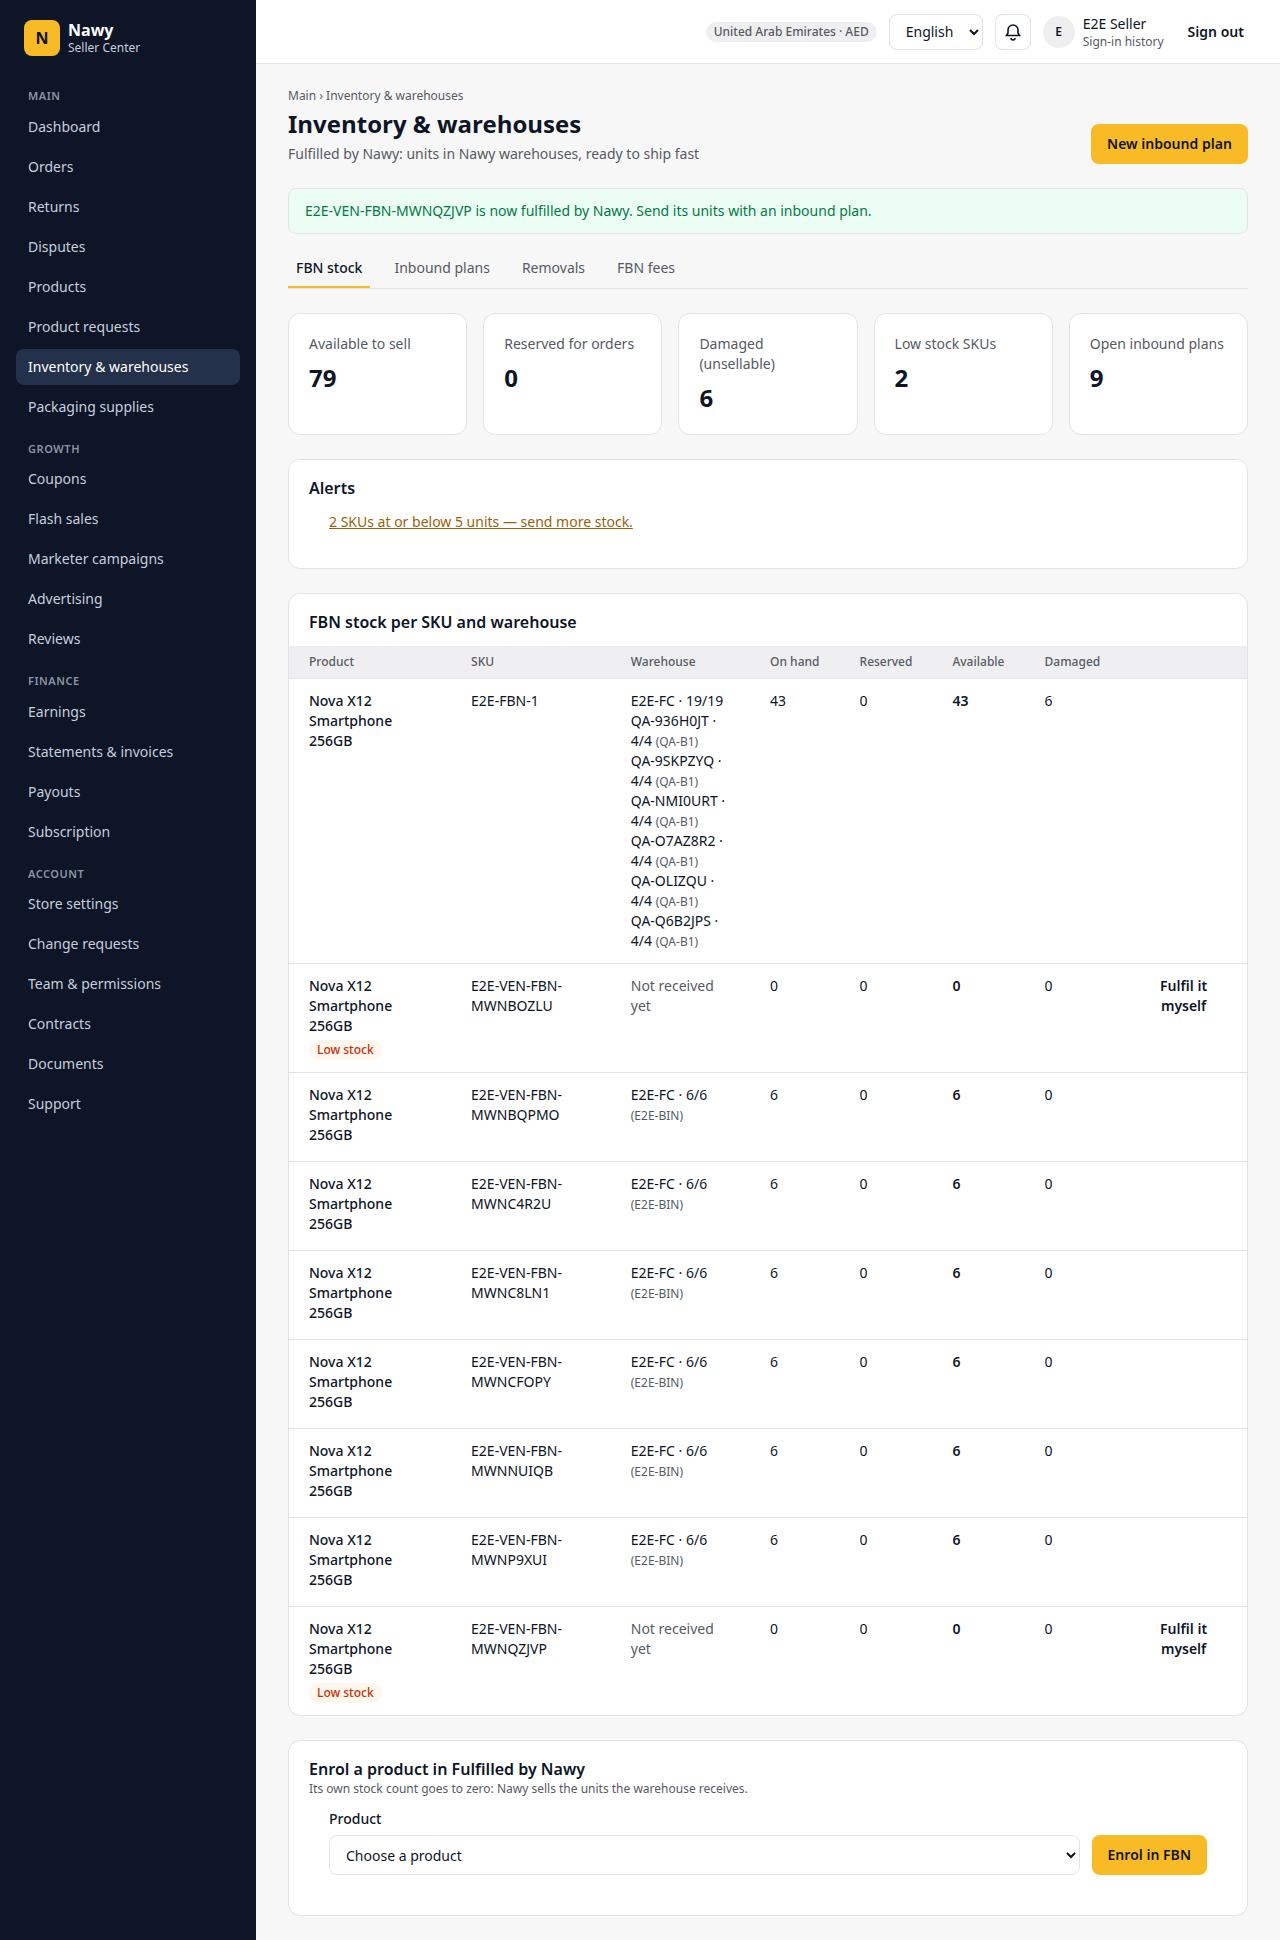 N
Nawy
Seller Center
MAIN
Dashboard
Orders
Returns
Disputes
Products
Product requests
Inventory & warehouses
Packaging supplies
GROWTH
Coupons
Flash sales
Marketer campaigns
Advertising
Reviews
FINANCE
Earnings
Statements & invoices
Payouts
Subscription
ACCOUNT
Store settings
Change requests
Team & permissions
Contracts
Documents
Support
United Arab Emirates · AED
English
E
E2E Seller
Sign-in history
Sign out
Main › Inventory & warehouses
Inventory & warehouses
Fulfilled by Nawy: units in Nawy warehouses, ready to ship fast
New inbound plan
E2E-VEN-FBN-MWNQZJVP is now fulfilled by Nawy. Send its units with an inbound plan.
FBN stock Inbound plans Removals FBN fees
Available to sell
79
Reserved for orders
0
Damaged
(unsellable)
6
Low stock SKUs
2
Open inbound plans
9
Alerts
2 SKUs at or below 5 units — send more stock.
FBN stock per SKU and warehouse
Product SKU Warehouse On hand Reserved Available Damaged
Nova X12 E2E-FBN-1 E2E-FC · 19/19 43 0 43 6
Smartphone QA-936H0JT ·
256GB 4/4 (QA-B1)
QA-9SKPZYQ ·
4/4 (QA-B1)
QA-NMI0URT ·
4/4 (QA-B1)
QA-O7AZ8R2 ·
4/4 (QA-B1)
QA-OLIZQU ·
4/4 (QA-B1)
QA-Q6B2JPS ·
4/4 (QA-B1)
Nova X12 E2E-VEN-FBN- Not received 0 0 0 0 Fulfil it
Smartphone MWNBOZLU yet myself
256GB
Low stock
Nova X12 E2E-VEN-FBN- E2E-FC · 6/6 6 0 6 0
Smartphone MWNBQPMO (E2E-BIN)
256GB
Nova X12 E2E-VEN-FBN- E2E-FC · 6/6 6 0 6 0
Smartphone MWNC4R2U (E2E-BIN)
256GB
Nova X12 E2E-VEN-FBN- E2E-FC · 6/6 6 0 6 0
Smartphone MWNC8LN1 (E2E-BIN)
256GB
Nova X12 E2E-VEN-FBN- E2E-FC · 6/6 6 0 6 0
Smartphone MWNCFOPY (E2E-BIN)
256GB
Nova X12 E2E-VEN-FBN- E2E-FC · 6/6 6 0 6 0
Smartphone MWNNUIQB (E2E-BIN)
256GB
Nova X12 E2E-VEN-FBN- E2E-FC · 6/6 6 0 6 0
Smartphone MWNP9XUI (E2E-BIN)
256GB
Nova X12 E2E-VEN-FBN- Not received 0 0 0 0 Fulfil it
Smartphone MWNQZJVP yet myself
256GB
Low stock
Enrol a product in Fulfilled by Nawy
Its own stock count goes to zero: Nawy sells the units the warehouse receives.
Product
Choose a product
Enrol in FBN